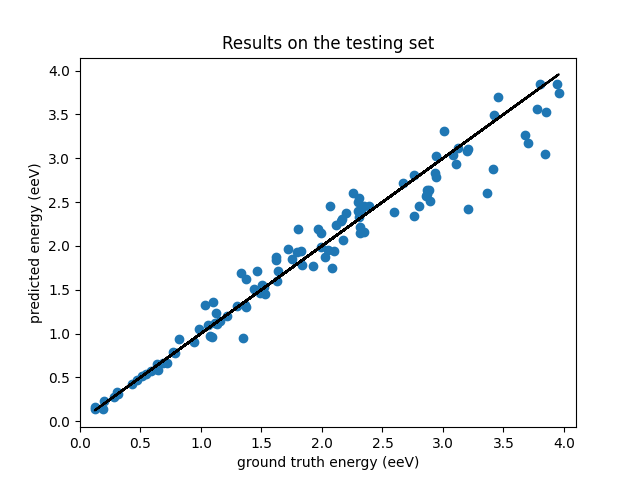 Results on the testing set
4.0
3.5
3.0
2.5
2.0
1.5
1.0
0.5
0.0
predicted energy (eeV)
0.0 0.5 1.0 1.5 2.0 2.5 3.0 3.5 4.0
ground truth energy (eeV)